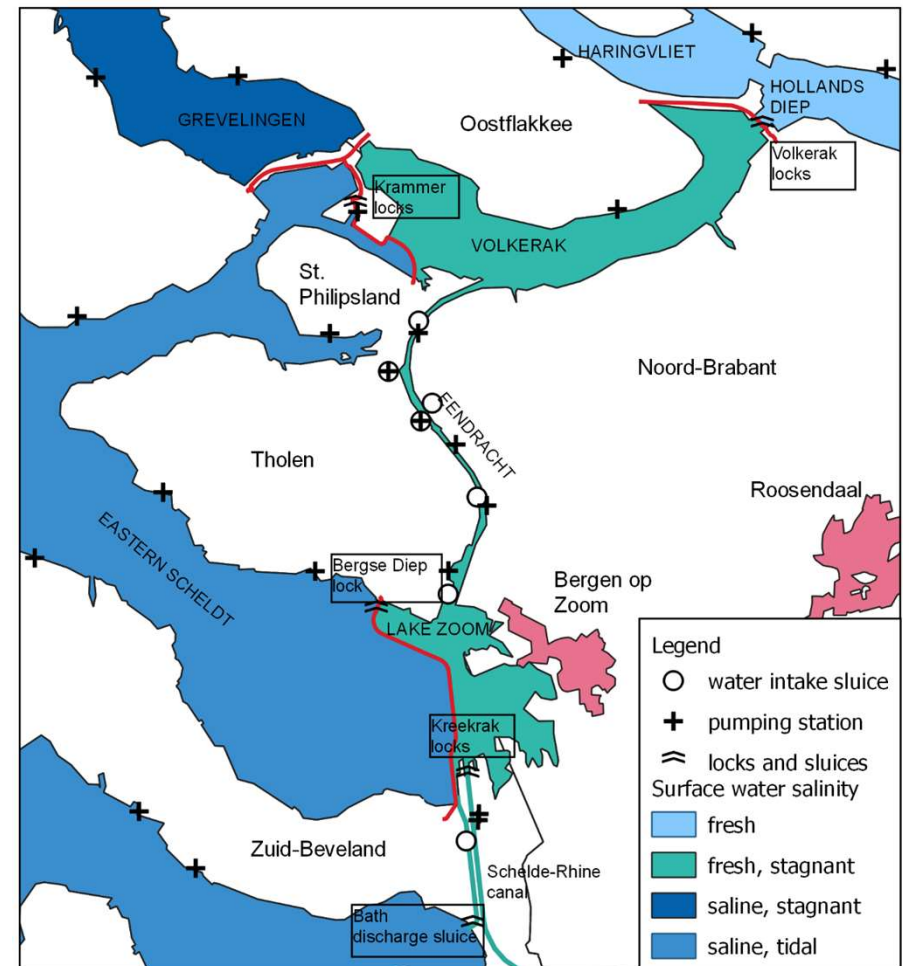 HARINGVLIET
HOLLANDS
DIEP
GREVELINGEN
Oostflakkee
Volkerak
locks
Krammer
locks
VOLKERAK
St.
Philipsland
Noord-Brabant
EENDRACHT
Tholen
Roosendaal
EASTERN SCHELDT
Bergse Diep
lock
Bergen op
Zoom
LAKE ZOOM
Kreekrak
locks
Zuid-Beveland
Schelde-Rhine
canal
Bath
discharge sluice
Legend
water intake sluice
pumping station
locks and sluices
Surface water salinity
fresh
fresh, stagnant
saline, stagnant
saline, tidal